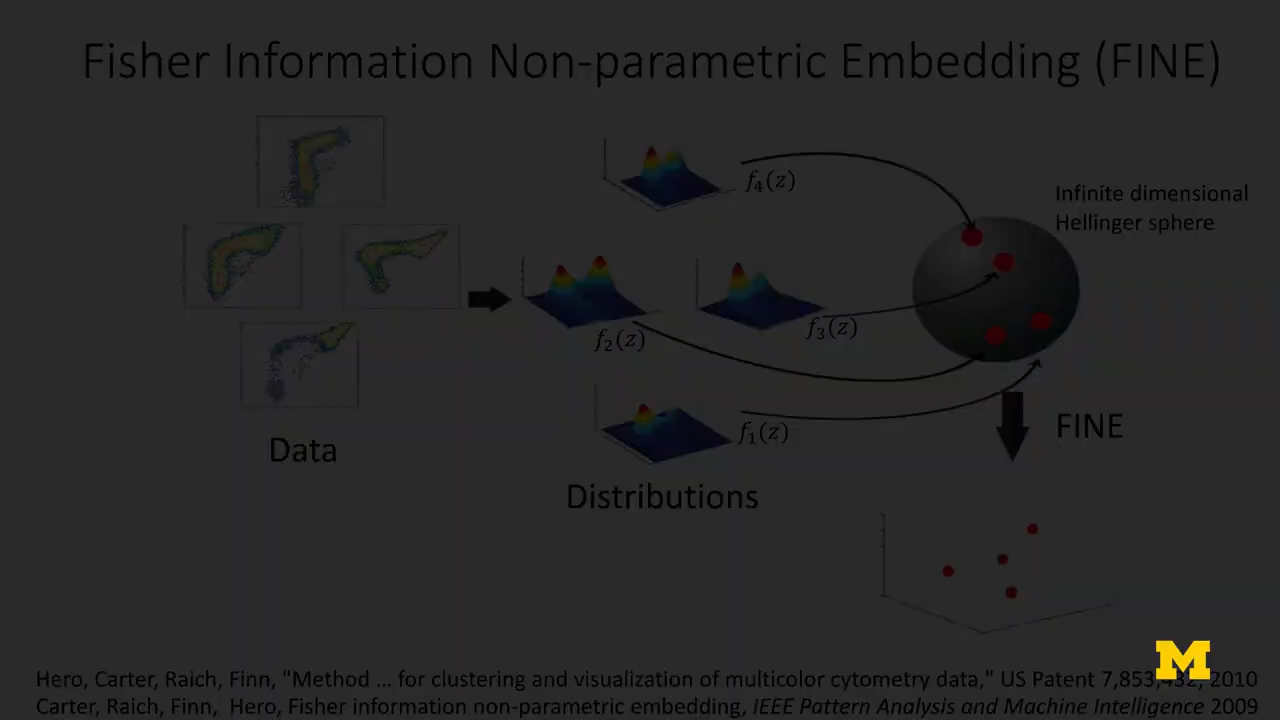 Fisher Information Non-parametric Embedding (FINE)
f₄(z)
Infinite dimensional
Hellinger sphere
f₂(z)
f₃(z)
f₁(z)
FINE
Data
Distributions
M
Hero, Carter, Raich, Finn, "Method ... for clustering and visualization of multicolor cytometry data," US Patent 7,853,432, 2010
Carter, Raich, Finn, Hero, Fisher information non-parametric embedding, IEEE Pattern Analysis and Machine Intelligence 2009